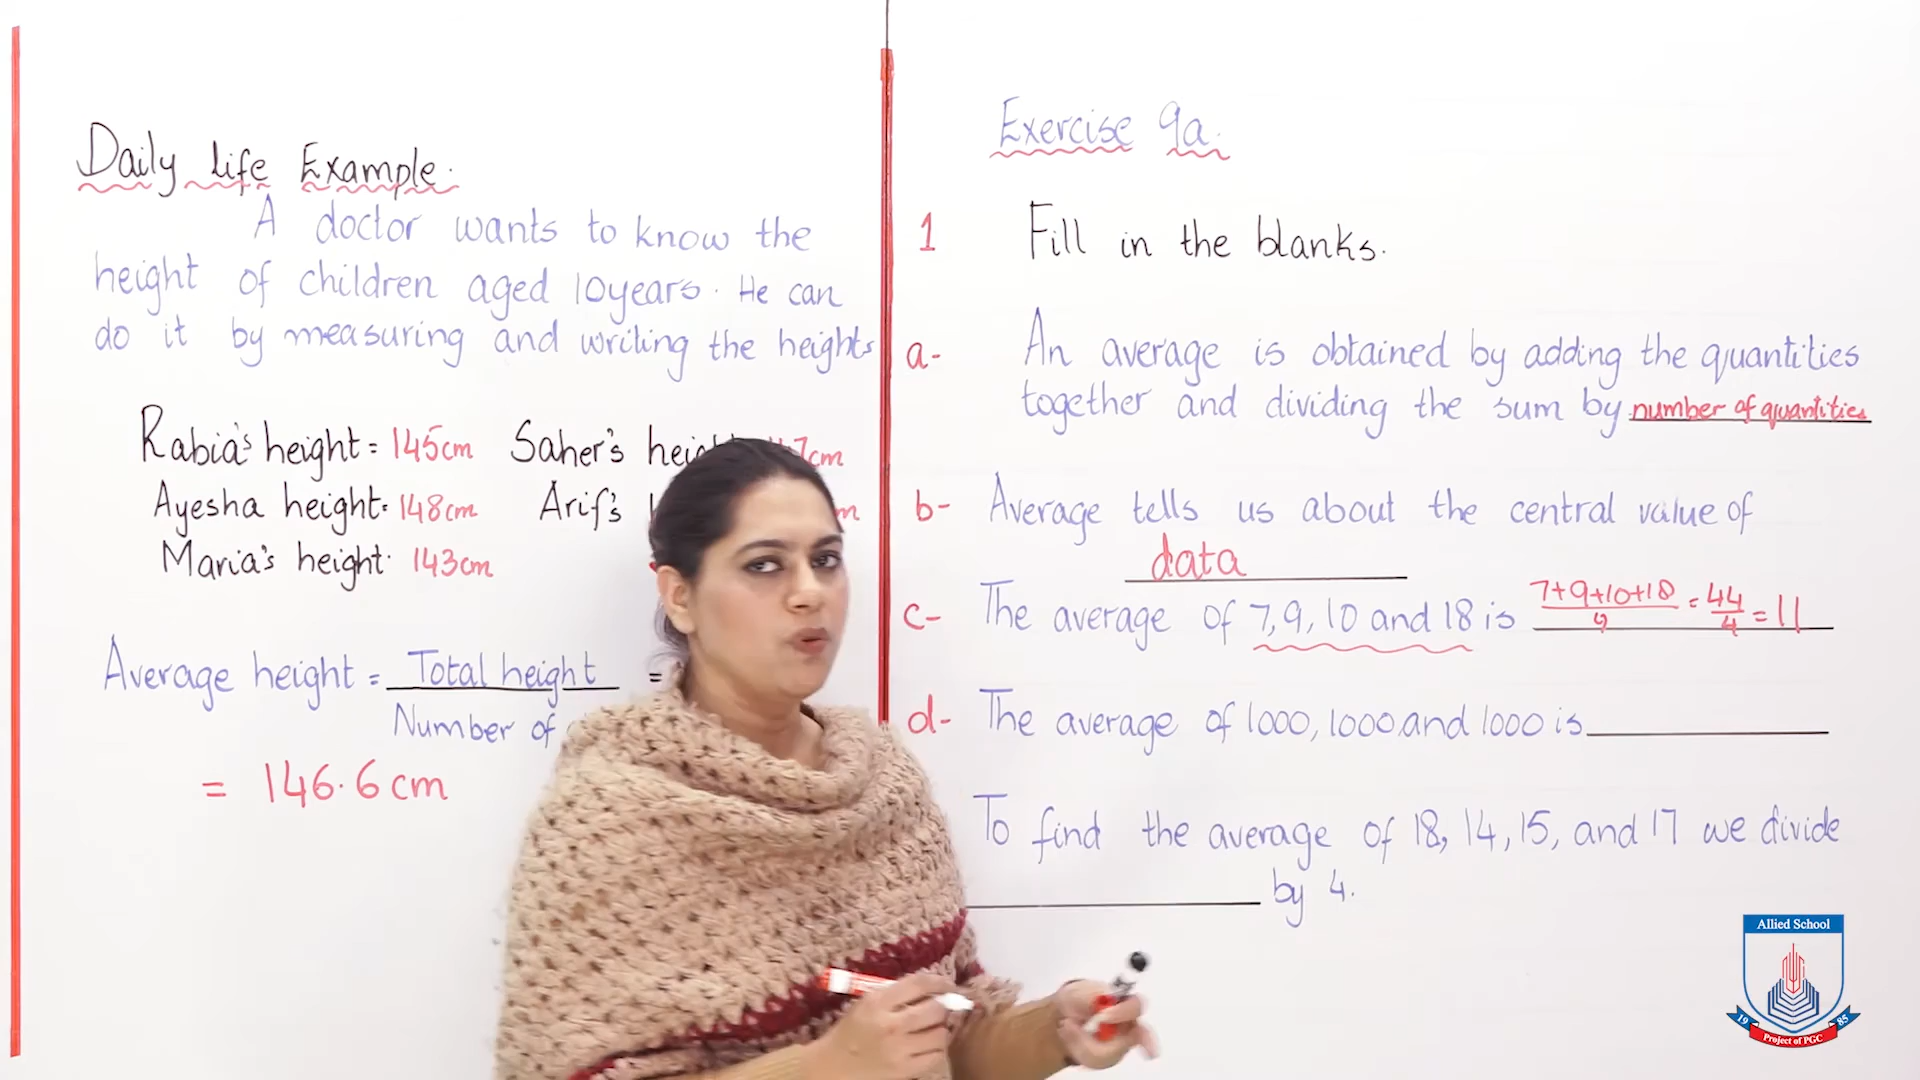 Daily life Example.
A doctor wants to know the
height of children aged 10years. He can
do it by measuring and writing the heights
Rabia's height = 145cm Saher's 7cm
Ayesha height = 148cm Arif's m
Maria's height. 143cm
Average height = Total height =
Number of
= 146.6 cm
Exercise 9a.
1 Fill in the blanks.
a- An average is obtained by adding the quantities
together and dividing the sum by number of quantities
b- Average tells us about the central value of
data
c- The average of 7, 9, 10 and 18 is 7+9+10+18/4 = 44/4 = 11
d- The average of 1000, 1000 and 1000 is
To find the average of 18, 14, 15, and 17 we divide
by 4.
Allied School
19 85
Project of PGC